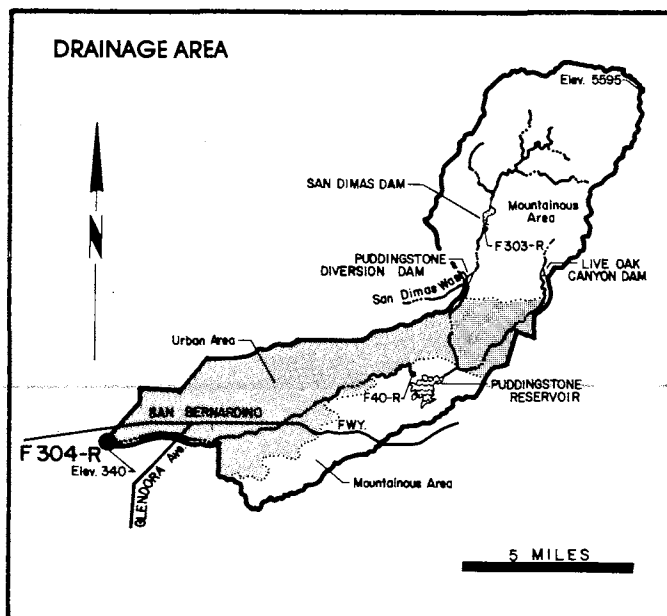 DRAINAGE AREA
Elev. 5595
N
SAN DIMAS DAM
Mountainous
Area
F303-R
PUDDINGSTONE
DIVERSION DAM
LIVE OAK
CANYON DAM
San Dimas Wash
Urban Area
F40-R
PUDDINGSTONE
RESERVOIR
SAN BERNARDINO
FWY.
F 304-R
Elev. 340
GLENDORA Ave.
Mountainous Area
5 MILES